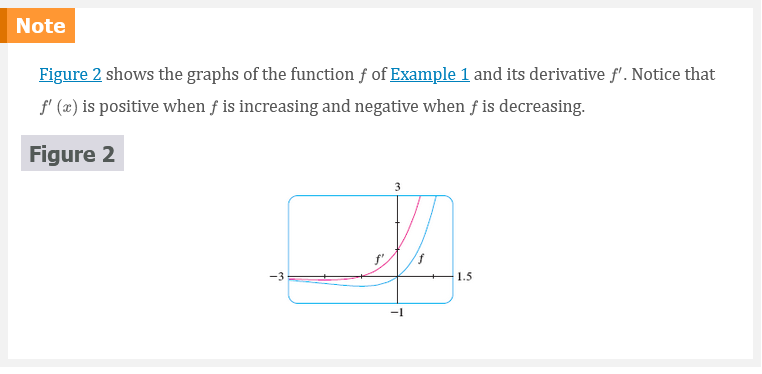 Note
Figure 2 shows the graphs of the function f of Example 1 and its derivative f′. Notice that
f′ (x) is positive when f is increasing and negative when f is decreasing.
Figure 2
3
f′
f
−3
1.5
−1